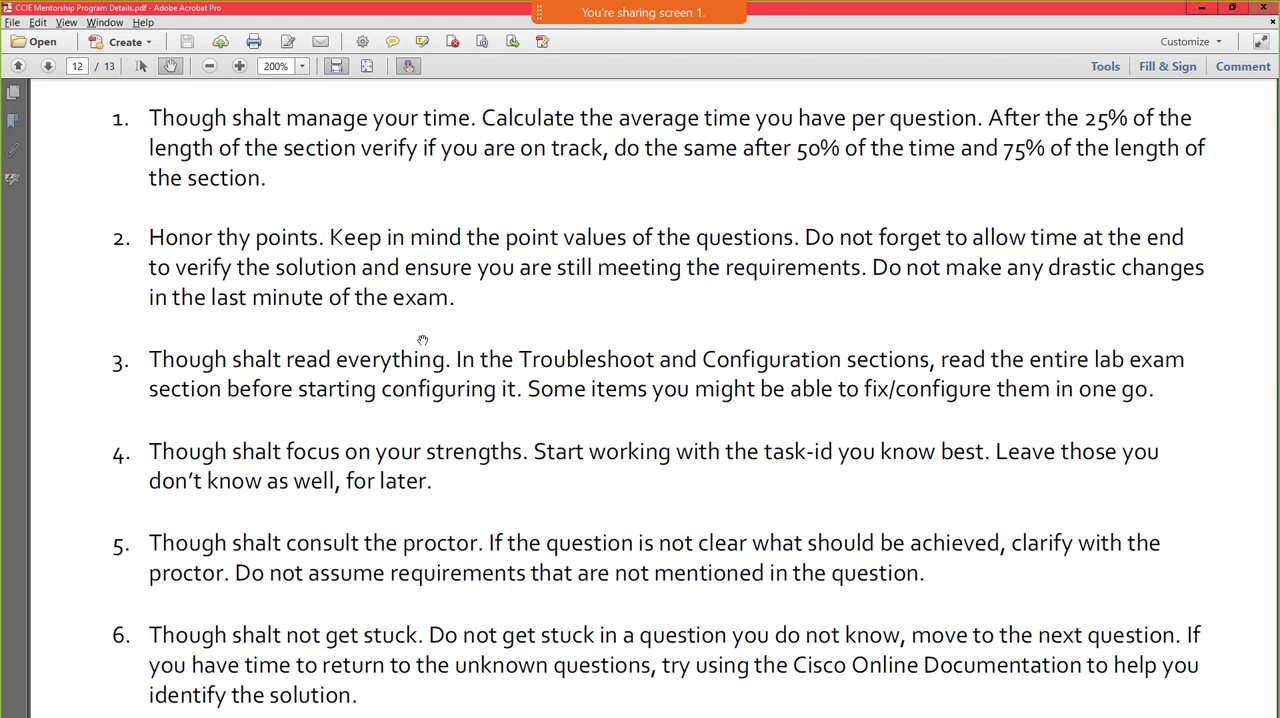 CCIE Mentorship Program Details.pdf - Adobe Acrobat Pro
You're sharing screen 1.
File Edit View Window Help
Open Create Customize
12 / 13 200% Tools Fill & Sign Comment
1. Though shalt manage your time. Calculate the average time you have per question. After the 25% of the
length of the section verify if you are on track, do the same after 50% of the time and 75% of the length of
the section.
2. Honor thy points. Keep in mind the point values of the questions. Do not forget to allow time at the end
to verify the solution and ensure you are still meeting the requirements. Do not make any drastic changes
in the last minute of the exam.
3. Though shalt read everything. In the Troubleshoot and Configuration sections, read the entire lab exam
section before starting configuring it. Some items you might be able to fix/configure them in one go.
4. Though shalt focus on your strengths. Start working with the task-id you know best. Leave those you
don't know as well, for later.
5. Though shalt consult the proctor. If the question is not clear what should be achieved, clarify with the
proctor. Do not assume requirements that are not mentioned in the question.
6. Though shalt not get stuck. Do not get stuck in a question you do not know, move to the next question. If
you have time to return to the unknown questions, try using the Cisco Online Documentation to help you
identify the solution.